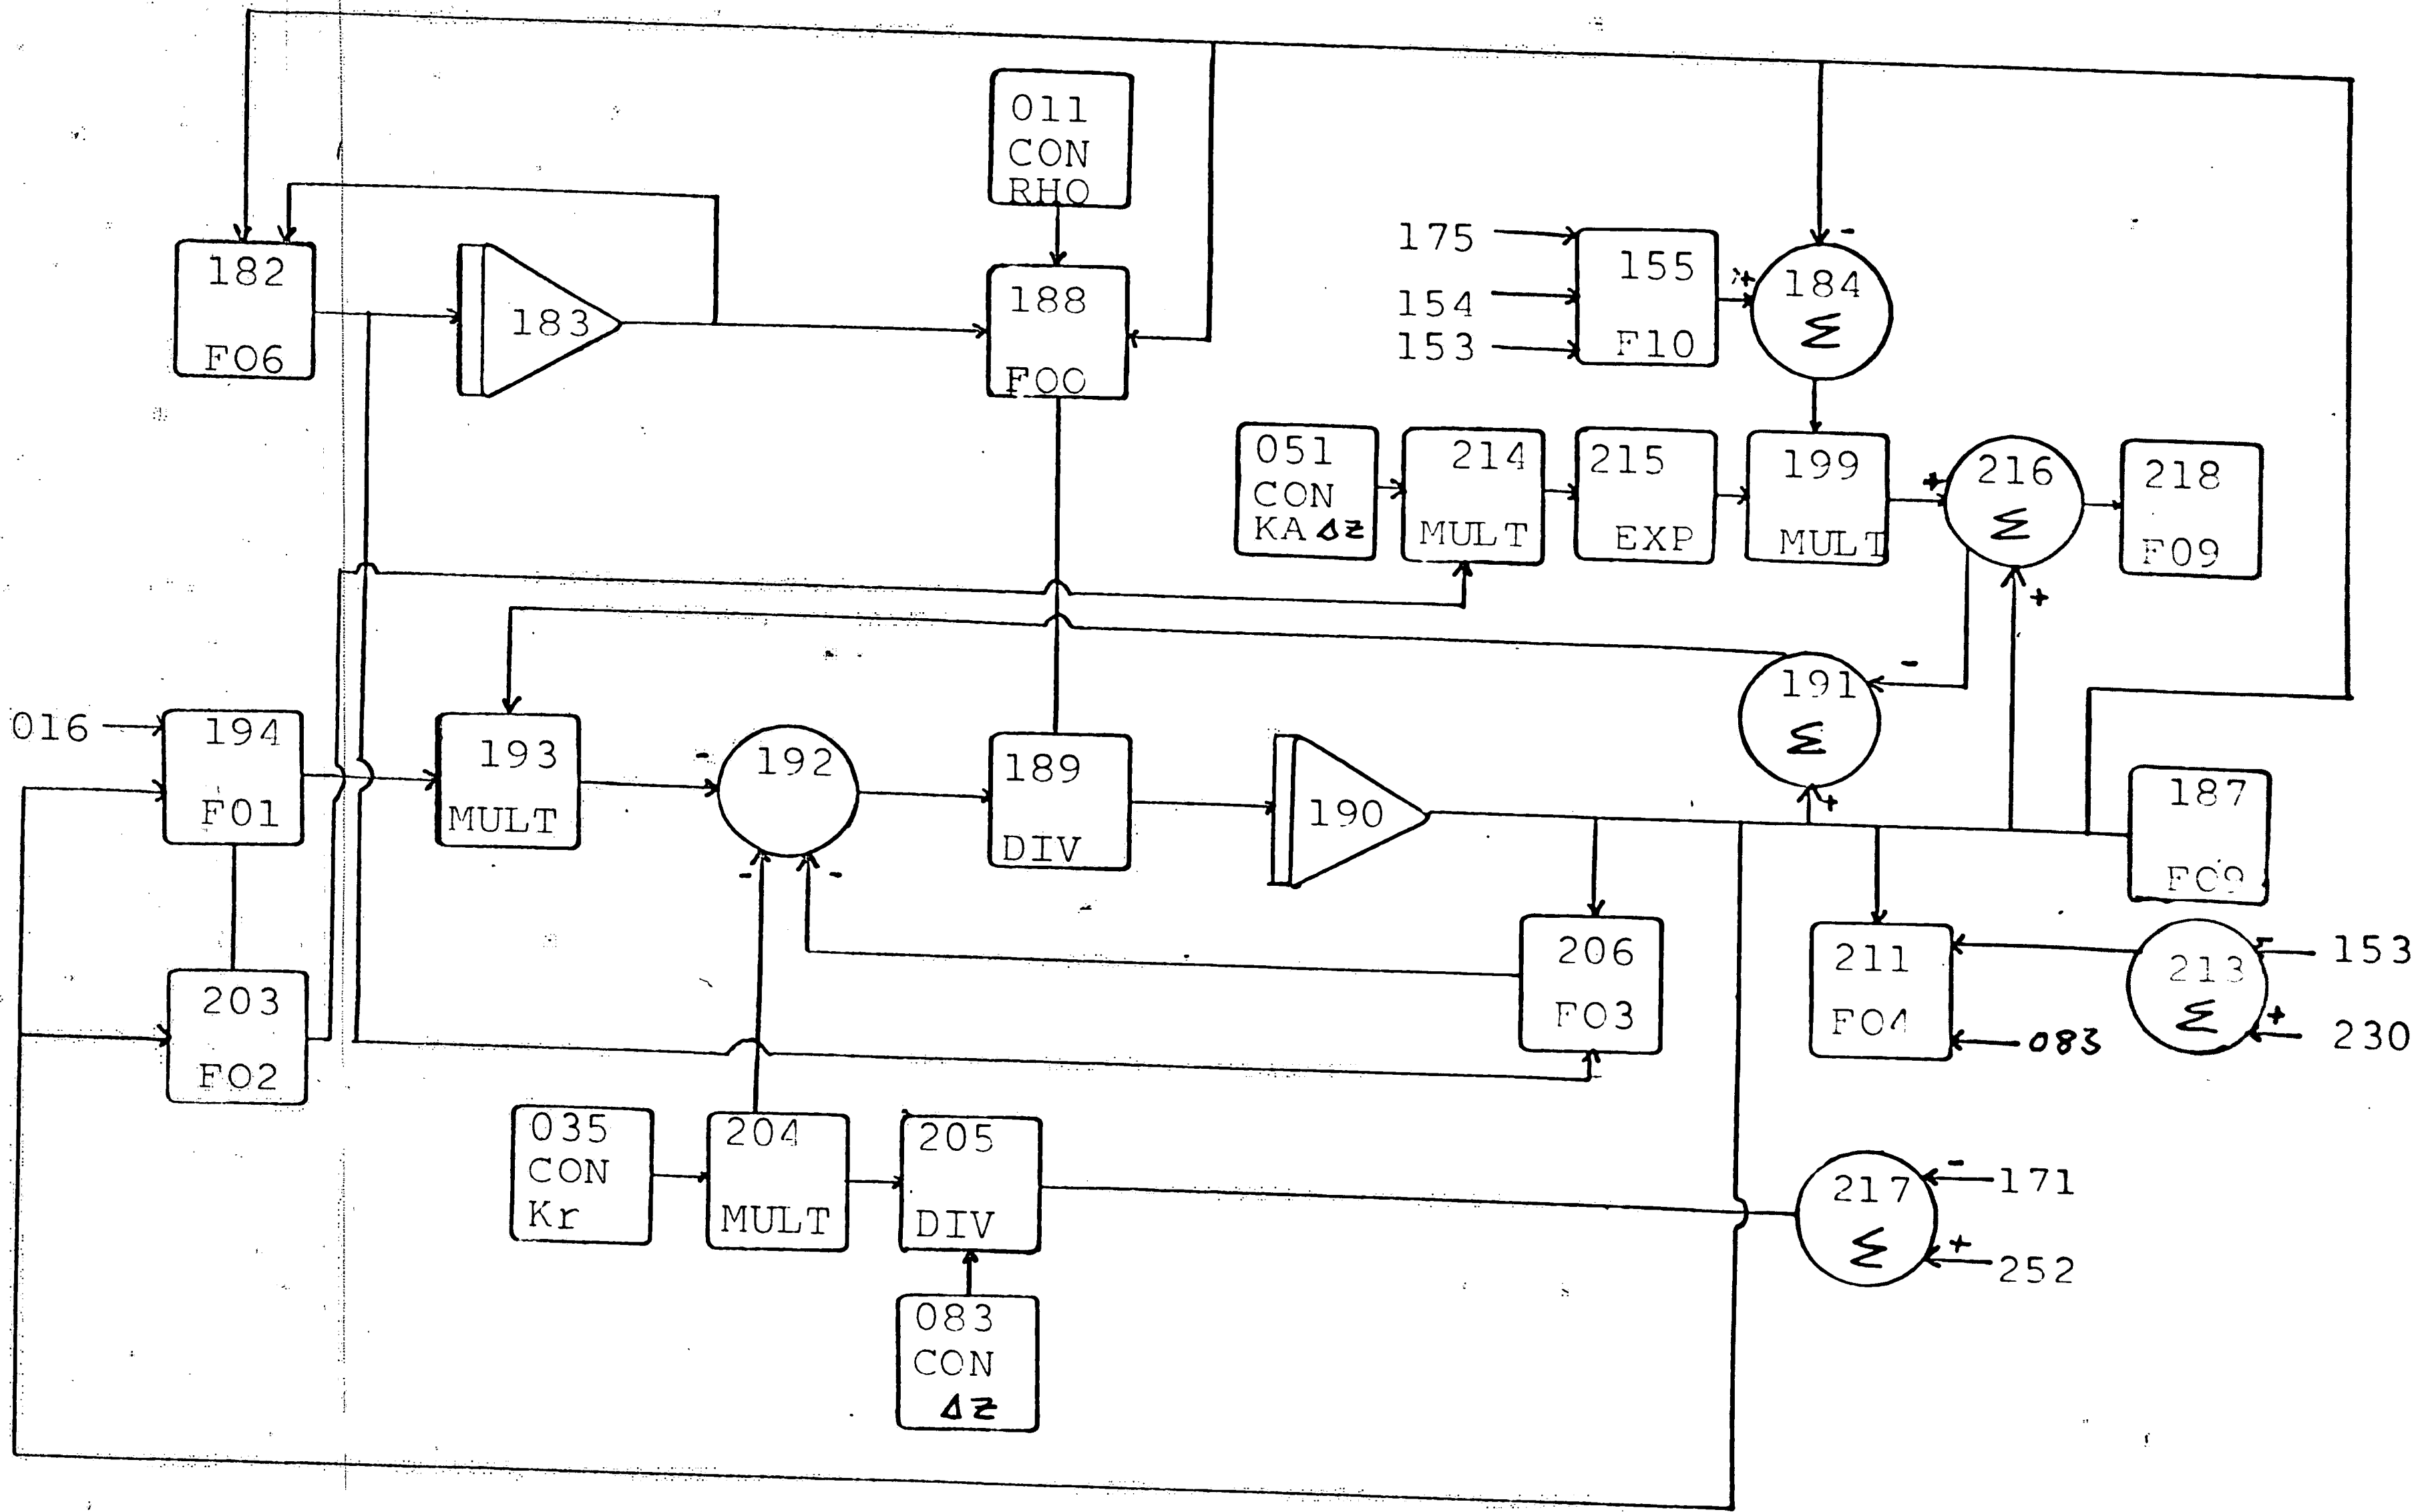 011
CON
RHO
182
F06
183
188
F00
175
154
153
155
F10
+
-
184
Σ
051
CON
KA ΔZ
214
MULT
215
EXP
199
MULT
+
216
Σ
+
218
F09
-
191
Σ
+
016
194
F01
193
MULT
-
192
-
-
189
DIV
190
187
F09
203
F02
206
F03
211
F04
083
213
Σ
-
153
+
230
035
CON
Kr
204
MULT
205
DIV
083
CON
ΔZ
217
Σ
-
171
+
252